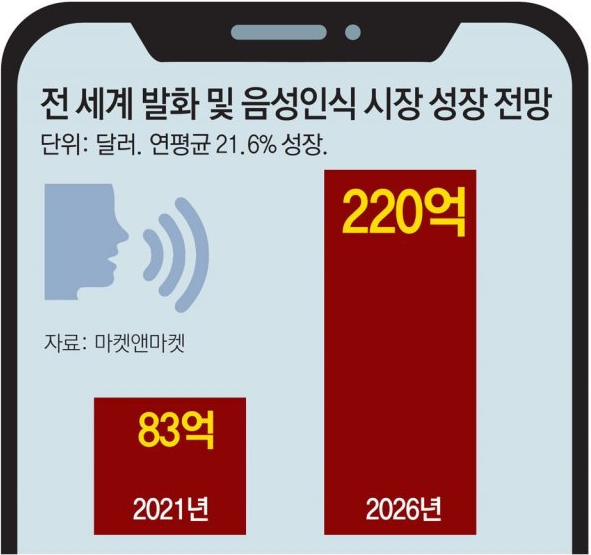 전 세계 발화 및 음성인식 시장 성장 전망
단위: 달러. 연평균 21.6% 성장.
220억
자료: 마켓앤마켓
83억
2021년
2026년